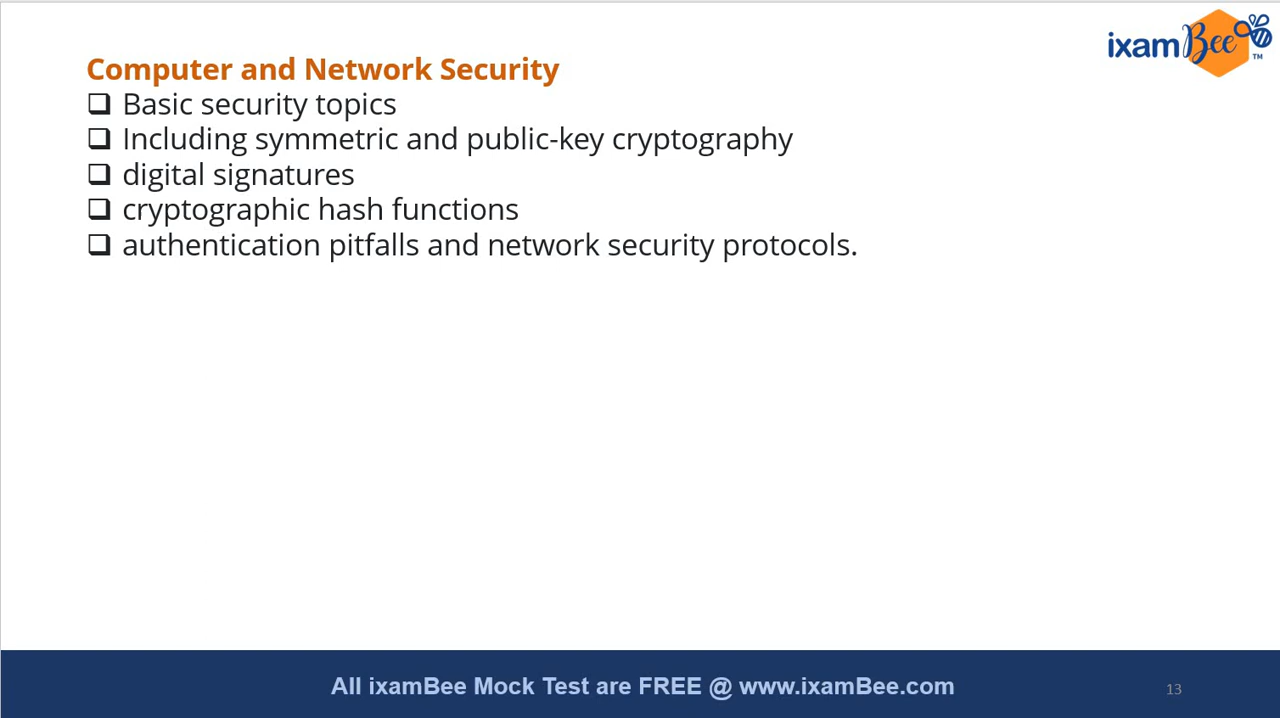 ixamBee
TM
Computer and Network Security
❑ Basic security topics
❑ Including symmetric and public-key cryptography
❑ digital signatures
❑ cryptographic hash functions
❑ authentication pitfalls and network security protocols.
All ixamBee Mock Test are FREE @ www.ixamBee.com
13